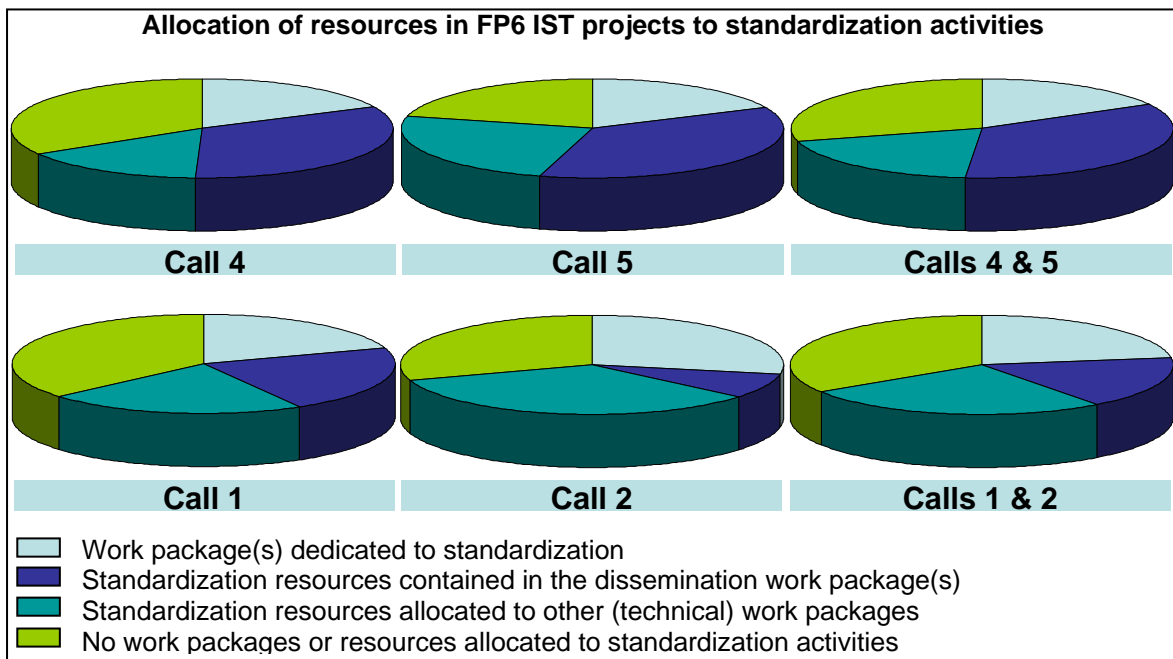 Allocation of resources in FP6 IST projects to standardization activities
Call 4
Call 5
Calls 4 & 5
Call 1
Call 2
Calls 1 & 2
Work package(s) dedicated to standardization
Standardization resources contained in the dissemination work package(s)
Standardization resources allocated to other (technical) work packages
No work packages or resources allocated to standardization activities